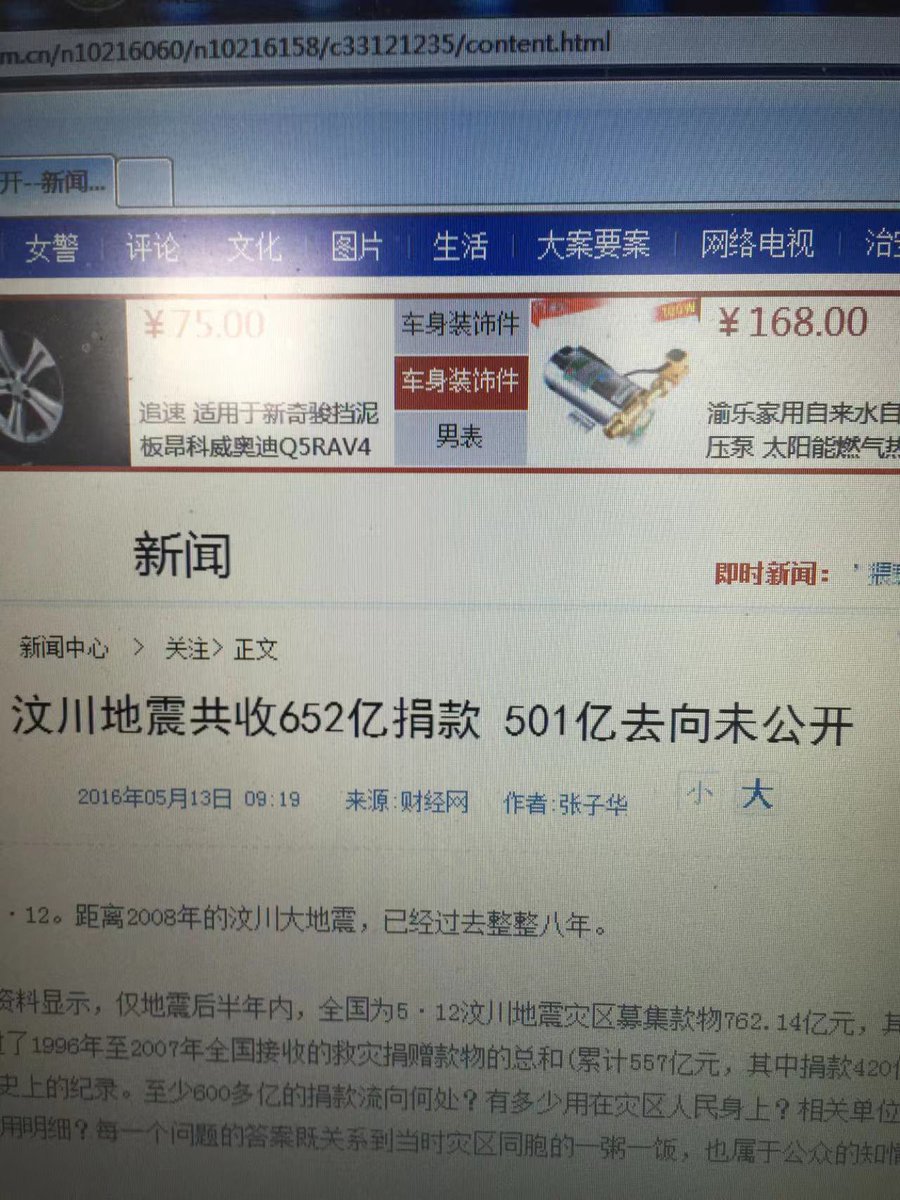 m.cn/n10216060/n10216158/c33121235/content.html
开--新闻...
女警 评论 文化 图片 生活 大案要案 网络电视 治安
¥75.00
追速 适用于新奇骏挡泥
板昂科威奥迪Q5RAV4
车身装饰件
车身装饰件
男表
¥168.00
渝乐家用自来水自
压泵 太阳能燃气热
新闻
即时新闻：
新闻中心 > 关注> 正文
汶川地震共收652亿捐款 501亿去向未公开
2016年05月13日 09:19 来源:财经网 作者:张子华 小 大
·12。距离2008年的汶川大地震，已经过去整整八年。
资料显示，仅地震后半年内，全国为5·12汶川地震灾区募集款物762.14亿元，其
过了1996年至2007年全国接收的救灾捐赠款物的总和(累计557亿元，其中捐款420亿
史上的纪录。至少600多亿的捐款流向何处？有多少用在灾区人民身上？相关单位
用明细？每一个问题的答案既关系到当时灾区同胞的一粥一饭，也属于公众的知情